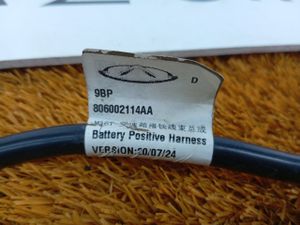 D
9BP
806002114AA
Battery Positive Harness
VERSION:20/07/24